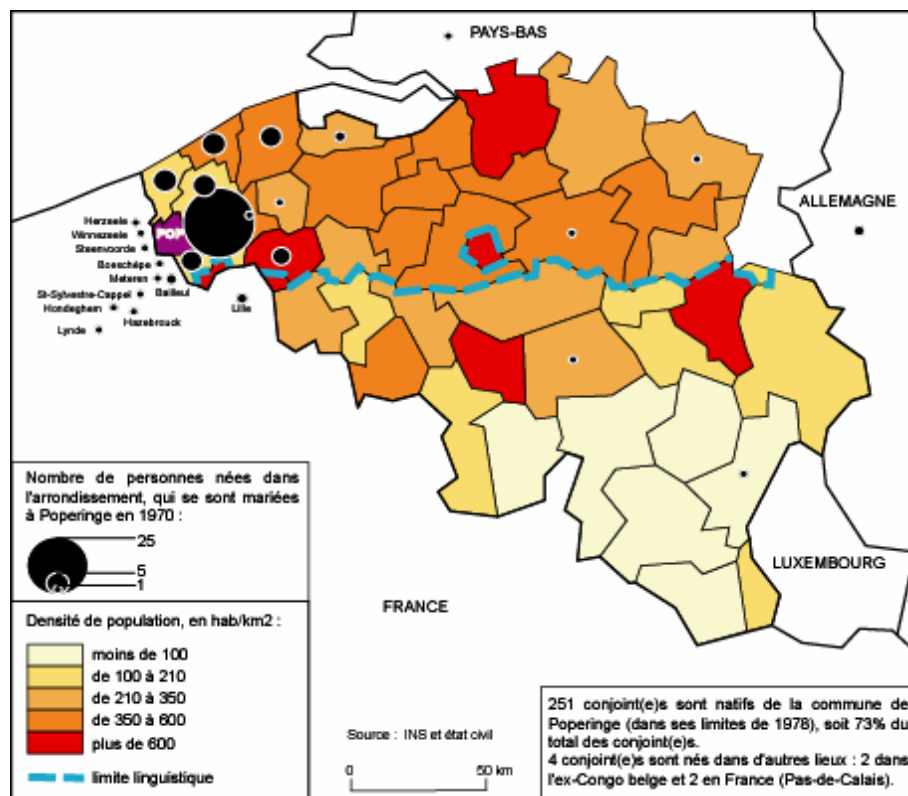 PAYS-BAS
ALLEMAGNE
Herzeele
Winnezeele
POP
Steenvoorde
Boeschèpe
Meteren
Bailleul
St-Sylvestre-Cappel
Lille
Hondeghem
Hazebrouck
Lynde
Nombre de personnes nées dans
l'arrondissement, qui se sont mariées
à Poperinge en 1970 :
25
5
1
LUXEMBOURG
FRANCE
Densité de population, en hab/km2 :
moins de 100
de 100 à 210
de 210 à 350
de 350 à 600
plus de 600
limite linguistique
Source : INS et état civil
0
50 km
251 conjoint(e)s sont natifs de la commune de
Poperinge (dans ses limites de 1978), soit 73% du
total des conjoint(e)s.
4 conjoint(e)s sont nés dans d'autres lieux : 2 dans
l'ex-Congo belge et 2 en France (Pas-de-Calais).